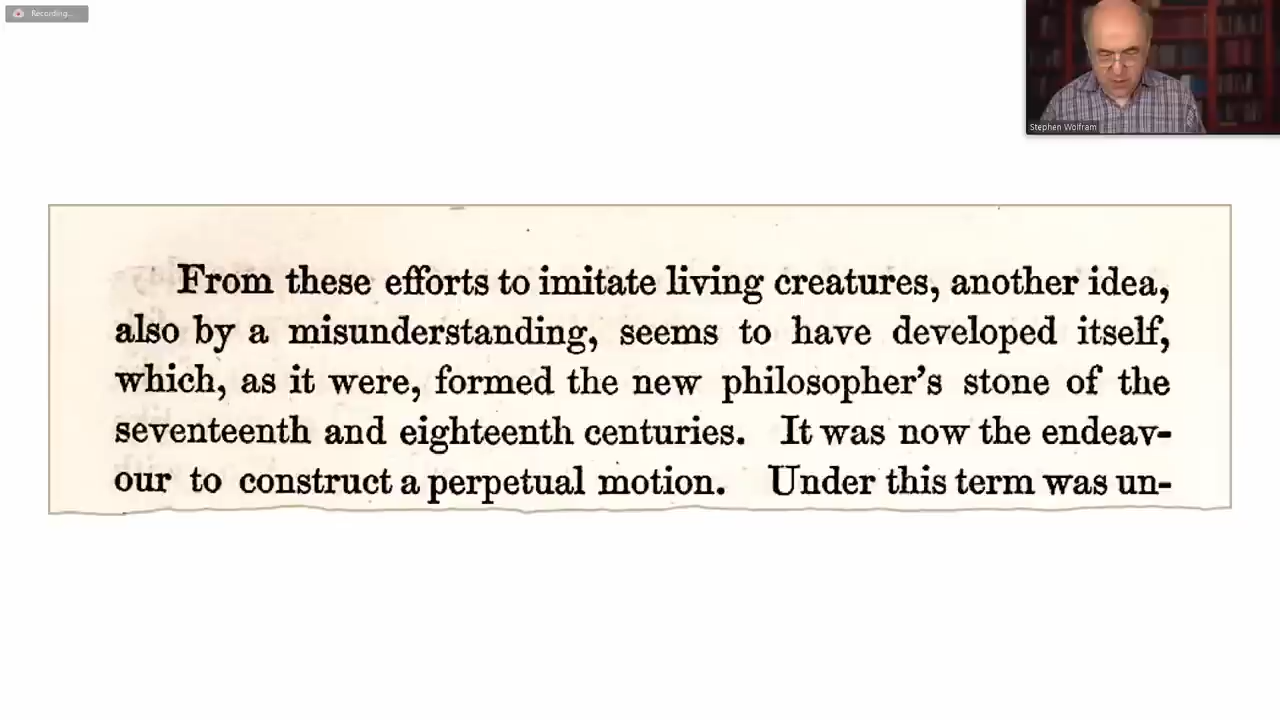 Recording...
Stephen Wolfram
From these efforts to imitate living creatures, another idea,
also by a misunderstanding, seems to have developed itself,
which, as it were, formed the new philosopher's stone of the
seventeenth and eighteenth centuries. It was now the endeav-
our to construct a perpetual motion. Under this term was un-